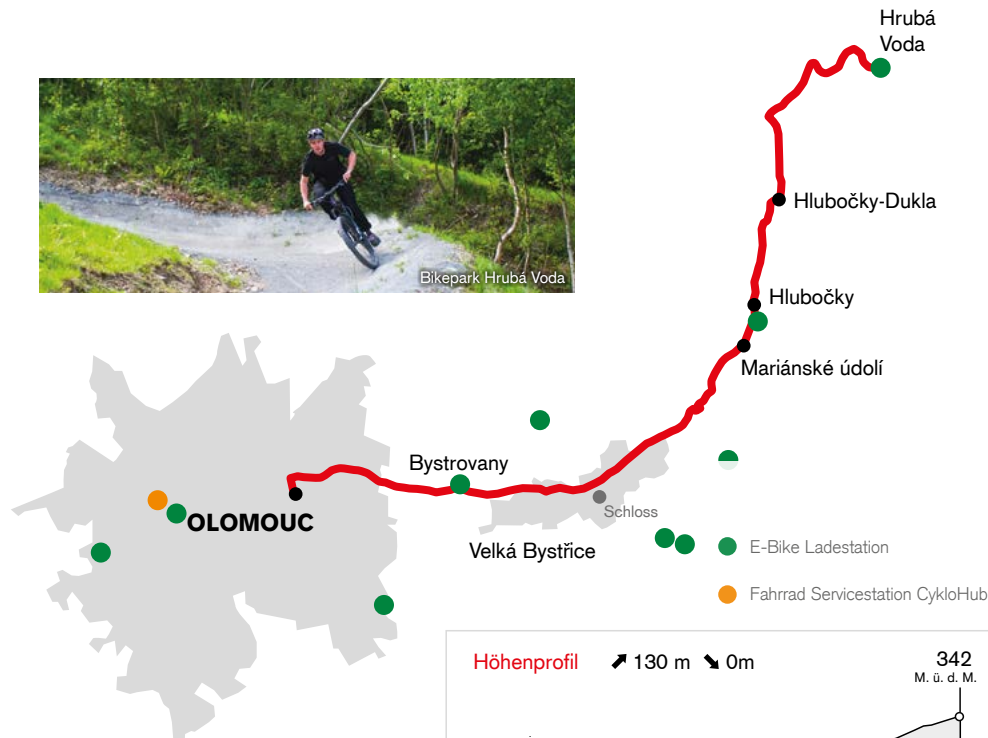 Hrubá
Voda
Bikepark Hrubá Voda
Hlubočky-Dukla
Hlubočky
Mariánské údolí
Bystrovany
OLOMOUC
Schloss
Velká Bystřice
E-Bike Ladestation
Fahrrad Servicestation CykloHub
Höhenprofil 130 m 0m
342
M. ü. d. M.